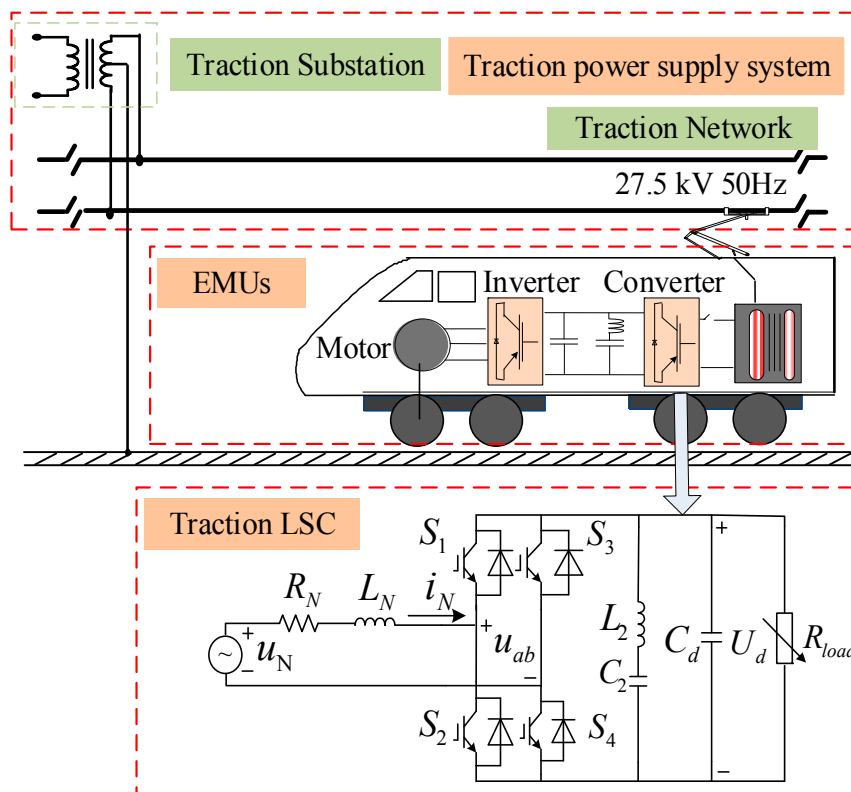 Traction Substation
Traction power supply system
Traction Network
27.5 kV 50Hz
EMUs
Inverter
Converter
Motor
Traction LSC
S1
S3
RN
LN
iN
+
uN
−
~
+
uab
−
L2
C2
Cd
+
Ud
−
Rload
S2
S4